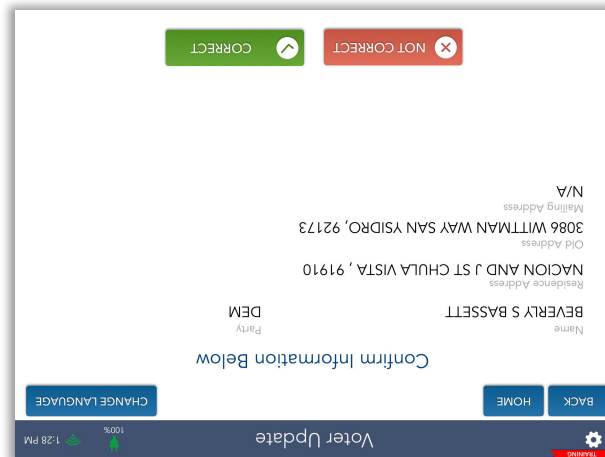 TRAINING
Voter Update
100%
1:28 PM
BACK
HOME
CHANGE LANGUAGE
Confirm Information Below
Name
Party
BEVERLY S BASSETT
DEM
Residence Address
NACION AND J ST CHULA VISTA , 91910
Old Address
3086 WITTMAN WAY SAN YSIDRO, 92173
Mailing Address
N/A
NOT CORRECT
CORRECT